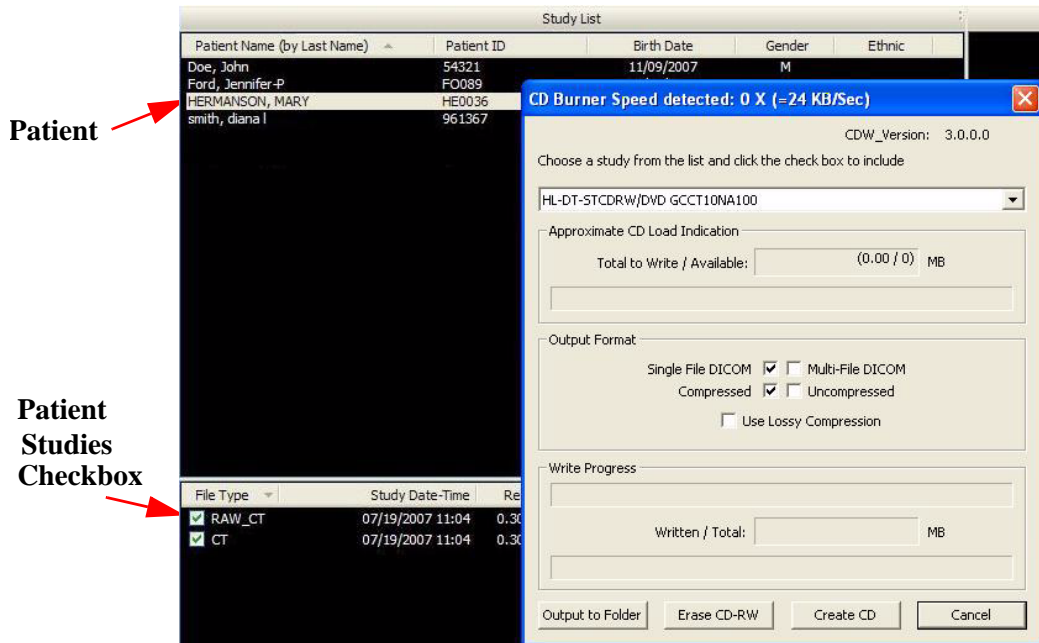 Study List
Patient Name (by Last Name) Patient ID Birth Date Gender Ethnic
Doe, John 54321 11/09/2007 M
Ford, Jennifer-P FO089
HERMANSON, MARY HE0036
smith, diana l 961367
Patient
CD Burner Speed detected: 0 X (=24 KB/Sec)
CDW_Version: 3.0.0.0
Choose a study from the list and click the check box to include
HL-DT-STCDRW/DVD GCCT10NA100
Approximate CD Load Indication
Total to Write / Available: (0.00 / 0) MB
Output Format
Single File DICOM Multi-File DICOM
Compressed Uncompressed
Use Lossy Compression
Patient
Studies
Checkbox
Write Progress
Written / Total: MB
Output to Folder Erase CD-RW Create CD Cancel
File Type Study Date-Time Re
RAW_CT 07/19/2007 11:04 0.30
CT 07/19/2007 11:04 0.30